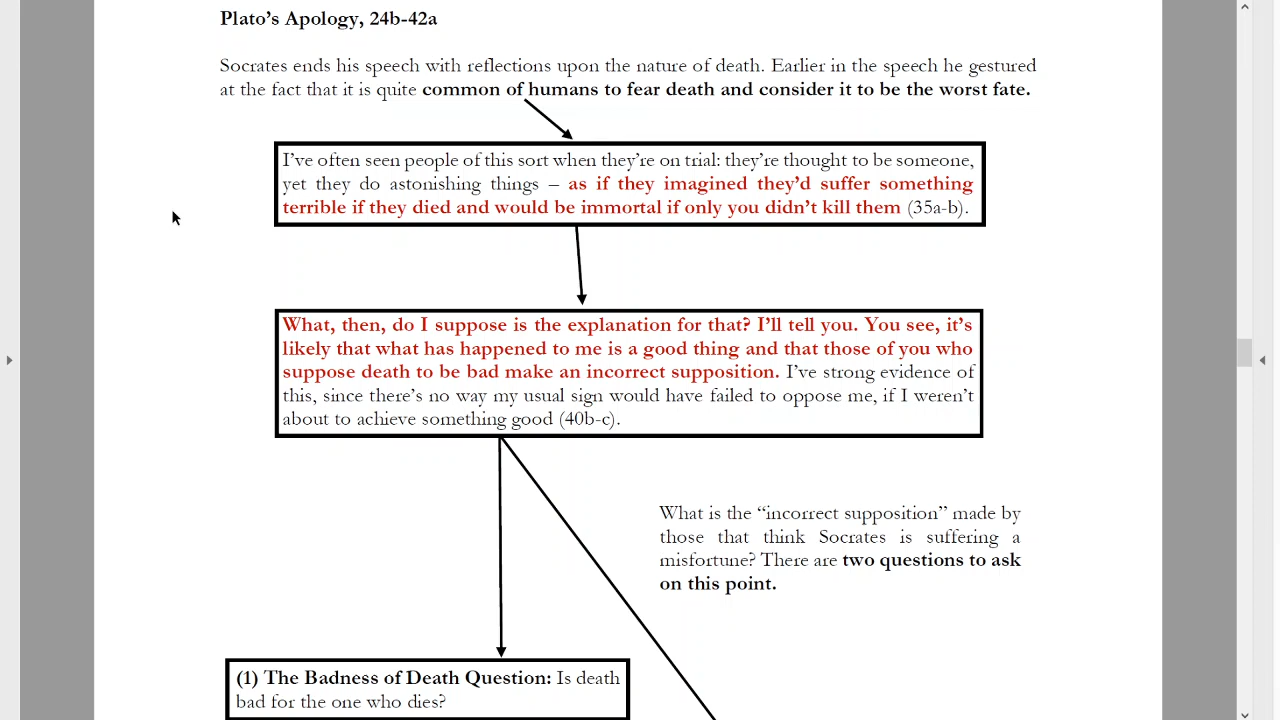 Plato’s Apology, 24b-42a
Socrates ends his speech with reflections upon the nature of death. Earlier in the speech he gestured
at the fact that it is quite common of humans to fear death and consider it to be the worst fate.
I’ve often seen people of this sort when they’re on trial: they’re thought to be someone,
yet they do astonishing things – as if they imagined they’d suffer something
terrible if they died and would be immortal if only you didn’t kill them (35a-b).
What, then, do I suppose is the explanation for that? I’ll tell you. You see, it’s
likely that what has happened to me is a good thing and that those of you who
suppose death to be bad make an incorrect supposition. I’ve strong evidence of
this, since there’s no way my usual sign would have failed to oppose me, if I weren’t
about to achieve something good (40b-c).
What is the “incorrect supposition” made by
those that think Socrates is suffering a
misfortune? There are two questions to ask
on this point.
(1) The Badness of Death Question: Is death
bad for the one who dies?